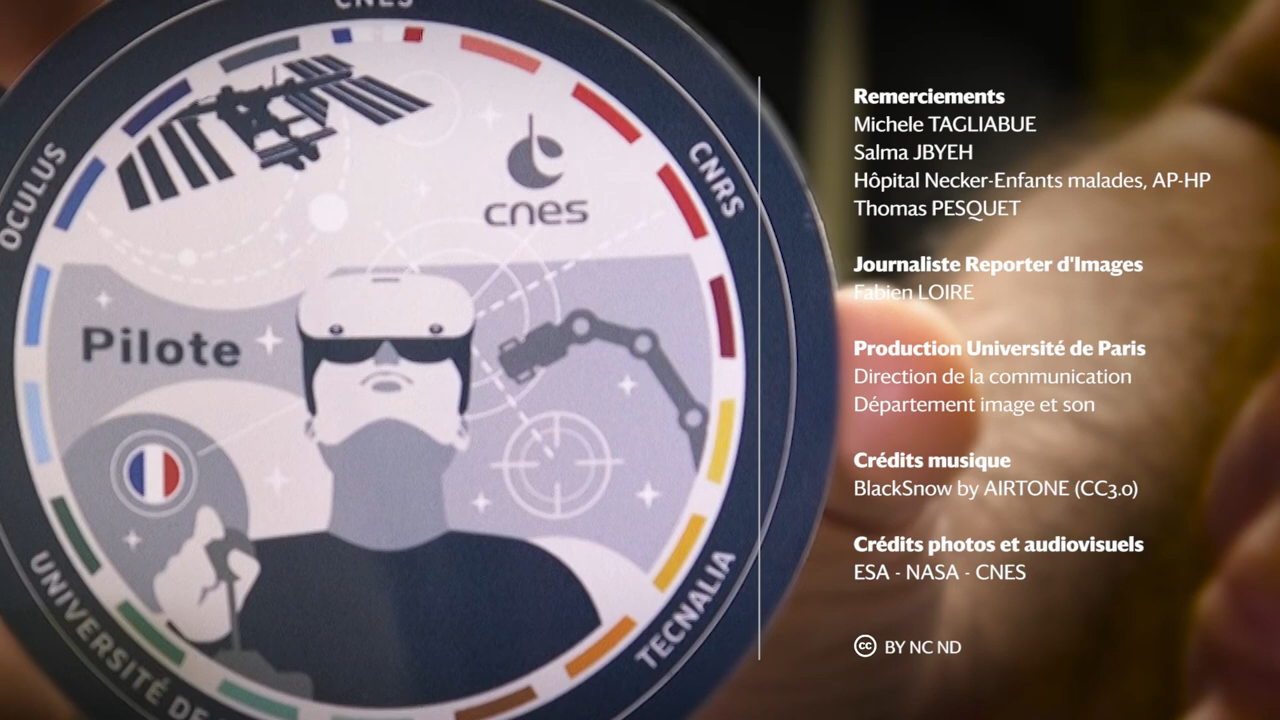 CNES
OCULUS
CNRS
cnes
Pilote
UNIVERSITÉ DE
TECNALIA
Remerciements
Michele TAGLIABUE
Salma JBYEH
Hôpital Necker-Enfants malades, AP-HP
Thomas PESQUET
Journaliste Reporter d'Images
Fabien LOIRE
Production Université de Paris
Direction de la communication
Département image et son
Crédits musique
BlackSnow by AIRTONE (CC3.0)
Crédits photos et audiovisuels
ESA - NASA - CNES
cc BY NC ND